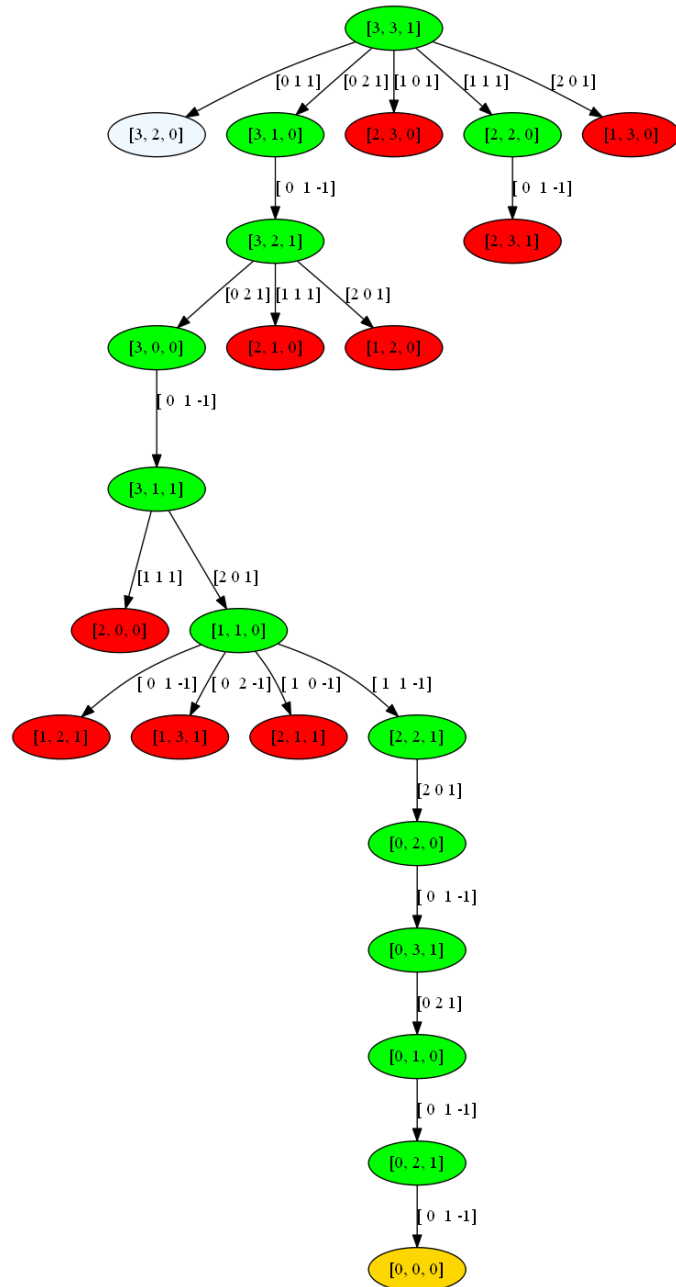 [3, 3, 1]
[0 1 1] [0 2 1] [1 0 1] [1 1 1] [2 0 1]
[3, 2, 0] [3, 1, 0] [2, 3, 0] [2, 2, 0] [1, 3, 0]
[ 0 1 -1] [ 0 1 -1]
[3, 2, 1] [2, 3, 1]
[0 2 1] [1 1 1] [2 0 1]
[3, 0, 0] [2, 1, 0] [1, 2, 0]
[ 0 1 -1]
[3, 1, 1]
[1 1 1] [2 0 1]
[2, 0, 0] [1, 1, 0]
[ 0 1 -1] [ 0 2 -1] [ 1 0 -1] [ 1 1 -1]
[1, 2, 1] [1, 3, 1] [2, 1, 1] [2, 2, 1]
[2 0 1]
[0, 2, 0]
[ 0 1 -1]
[0, 3, 1]
[0 2 1]
[0, 1, 0]
[ 0 1 -1]
[0, 2, 1]
[ 0 1 -1]
[0, 0, 0]